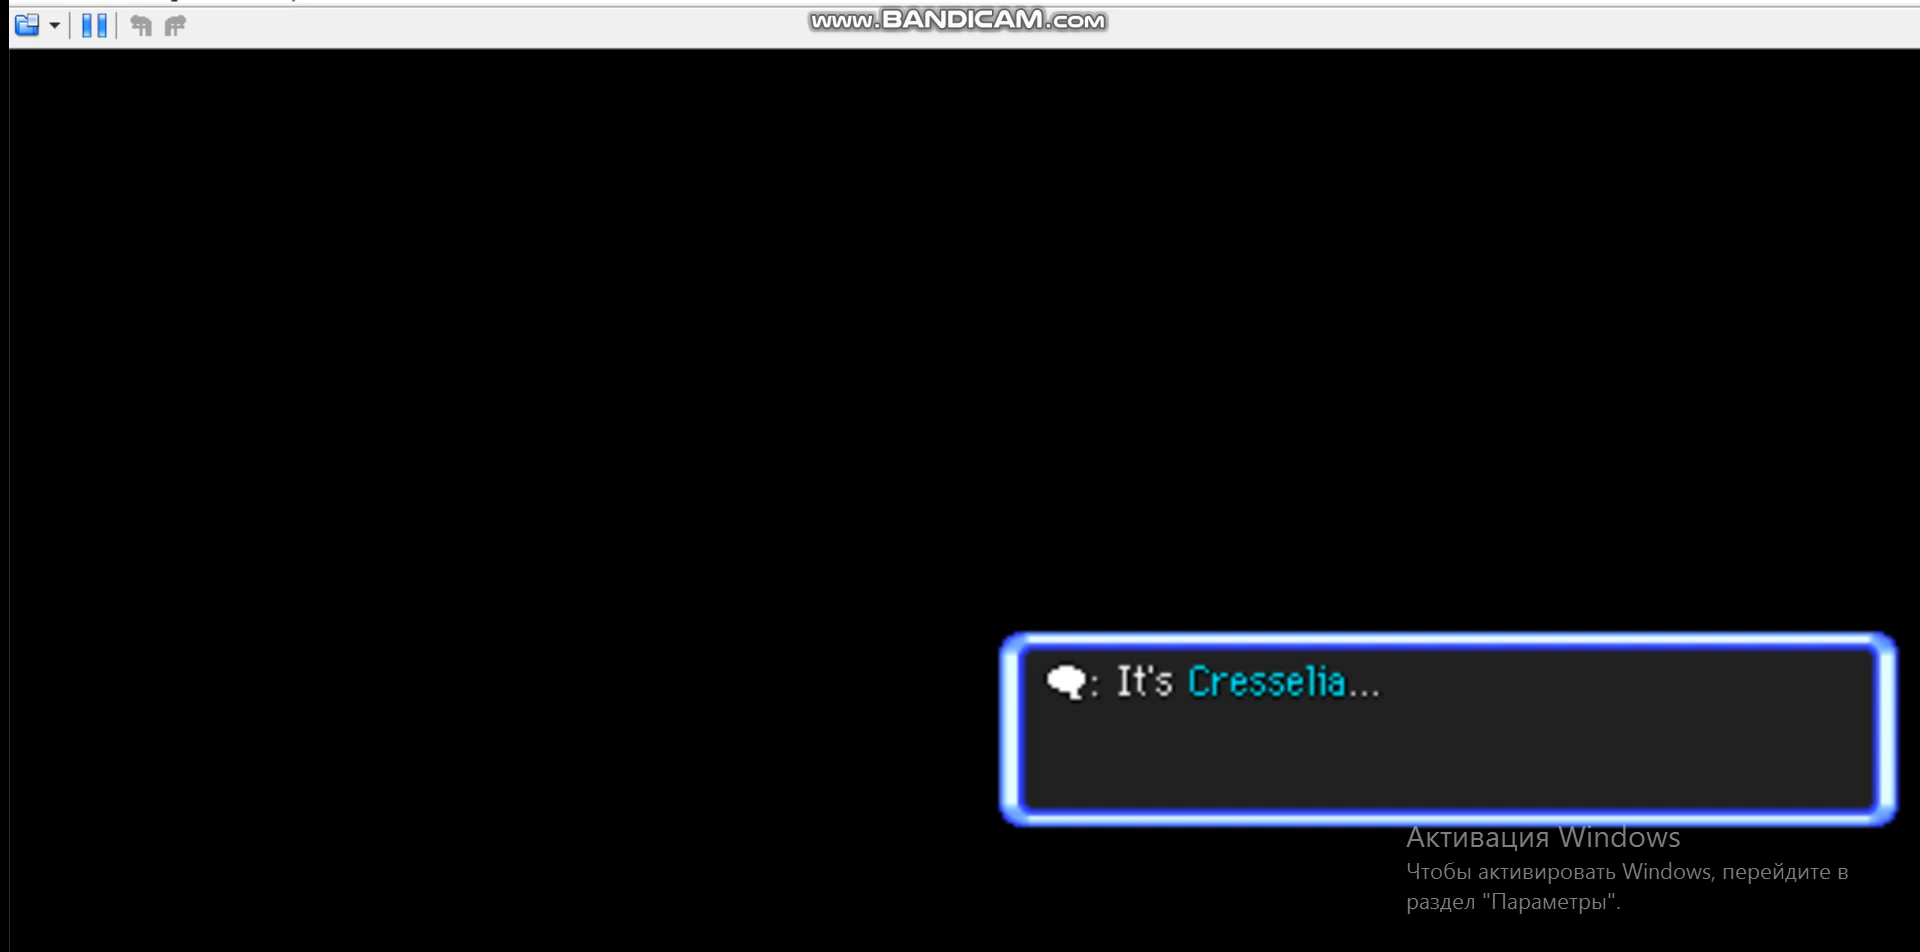 www.BANDICAM.com
: It's Cresselia...
Активация Windows
Чтобы активировать Windows, перейдите в
раздел "Параметры".